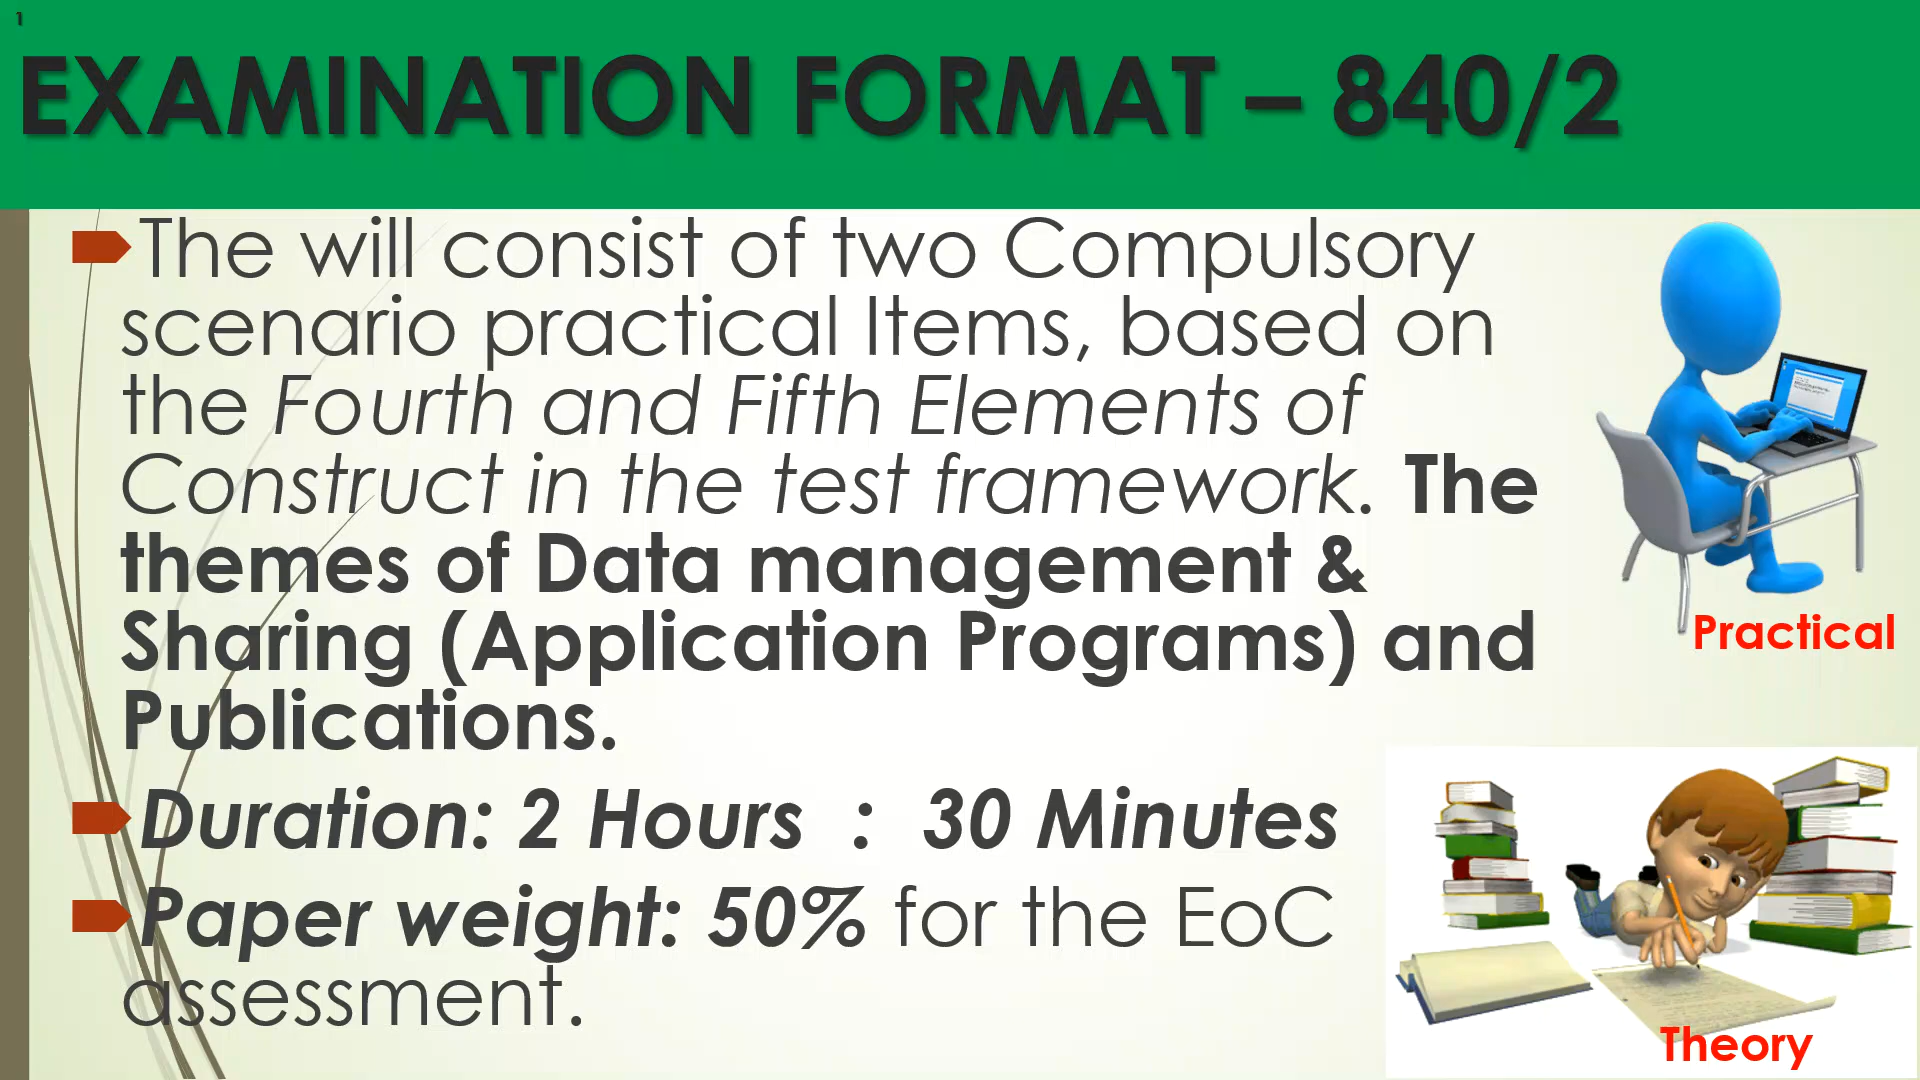 1
EXAMINATION FORMAT – 840/2
The will consist of two Compulsory
scenario practical Items, based on
the Fourth and Fifth Elements of
Construct in the test framework. The
themes of Data management &
Sharing (Application Programs) and
Publications.
Duration: 2 Hours : 30 Minutes
Paper weight: 50% for the EoC
assessment.
Practical
Theory